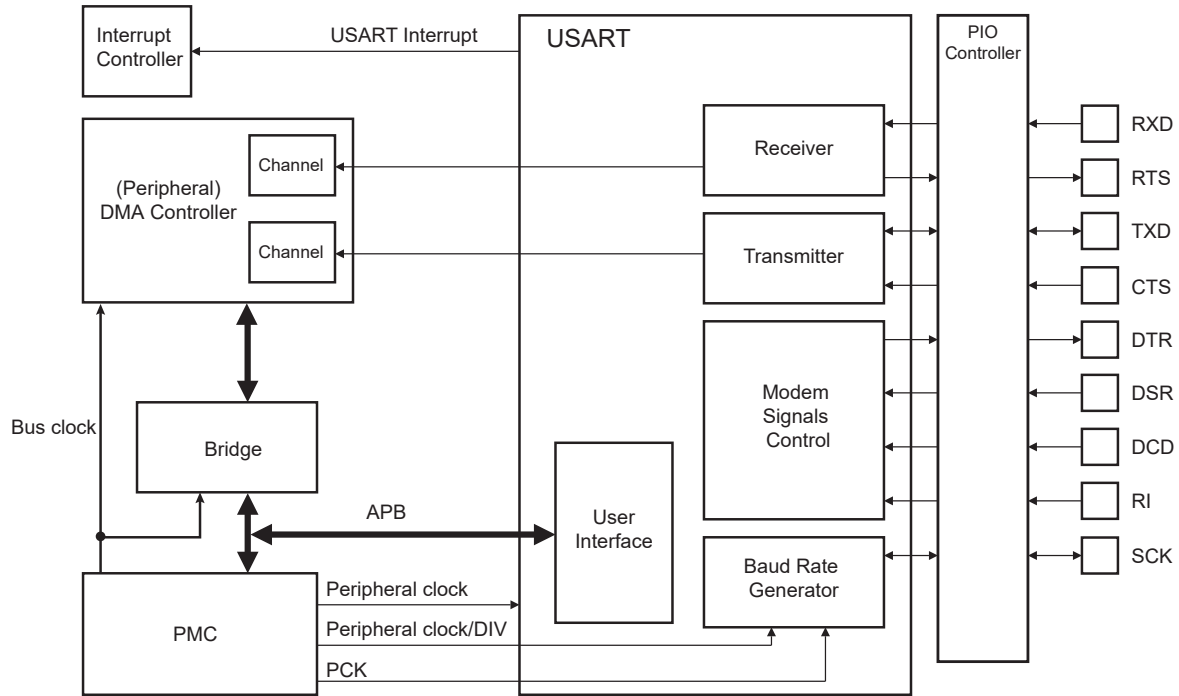 Interrupt
Controller
USART Interrupt
USART
PIO
Controller
Receiver
RXD
RTS
(Peripheral)
DMA Controller
Channel
Channel
Transmitter
TXD
CTS
Modem
Signals
Control
DTR
DSR
DCD
RI
Bus clock
Bridge
APB
User
Interface
Baud Rate
Generator
SCK
PMC
Peripheral clock
Peripheral clock/DIV
PCK